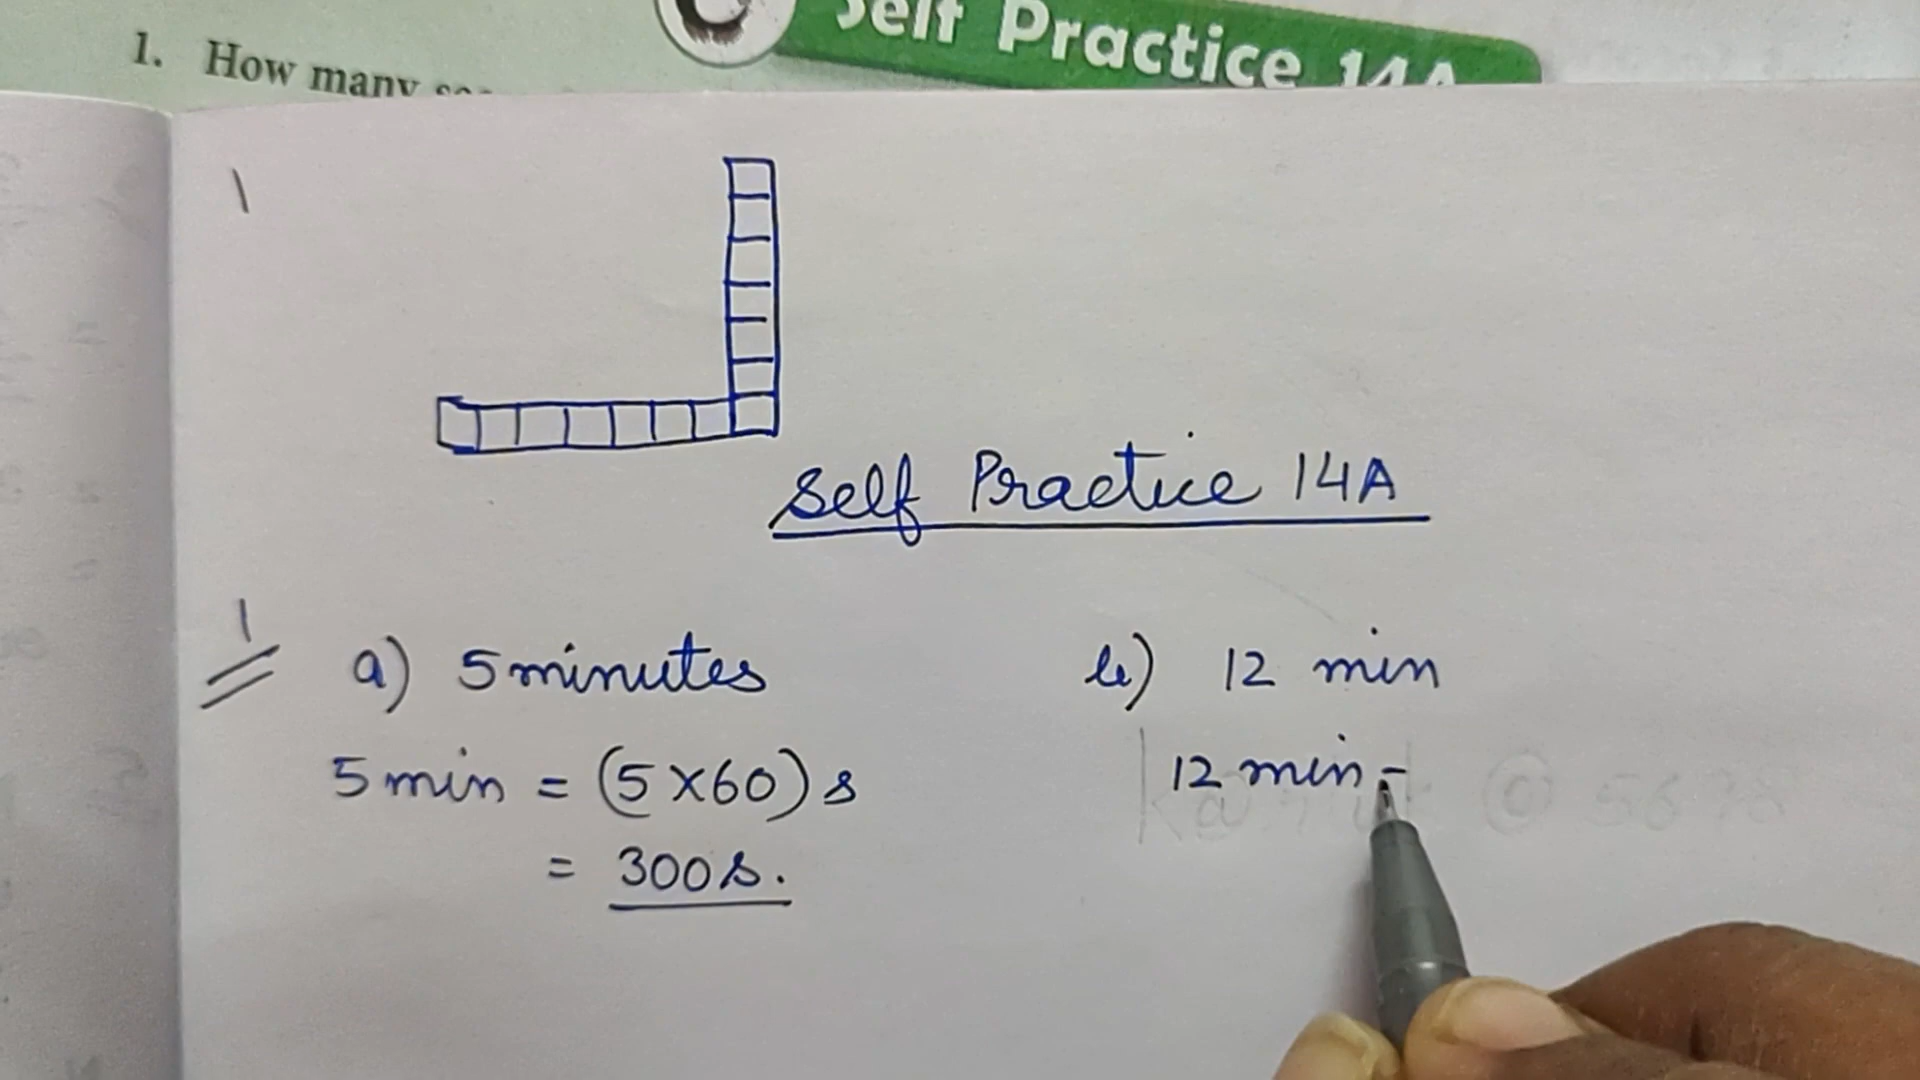 Self Practice 14A
1. How many
1
Self Practice 14A
1 a) 5 minutes
5 min = (5 × 60) s
= 300 s.
b) 12 min
12 min -